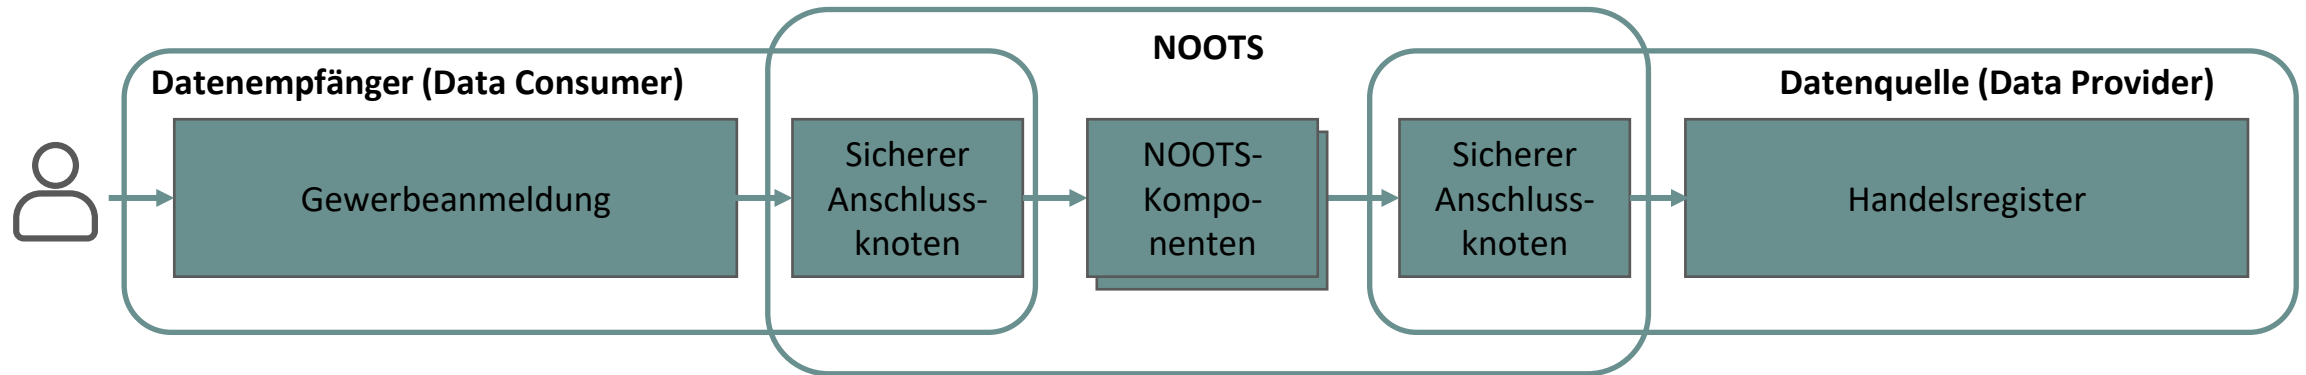 NOOTS
Datenempfänger (Data Consumer)
Datenquelle (Data Provider)
Gewerbeanmeldung
Sicherer
Anschluss-
knoten
NOOTS-
Kompo-
nenten
Sicherer
Anschluss-
knoten
Handelsregister